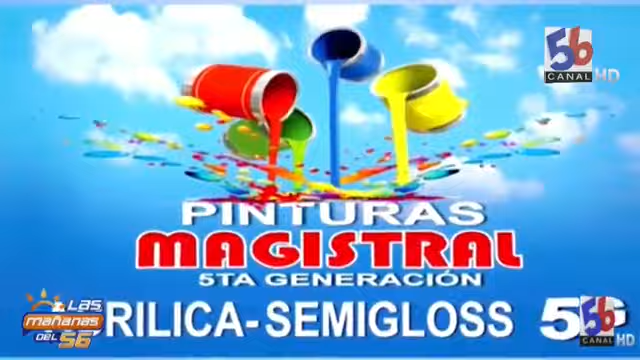 56
CANAL HD
PINTURAS
MAGISTRAL
5TA GENERACIÓN
RILICA- SEMIGLOSS
LAS
mañanas
DEL 56
56
CANAL HD